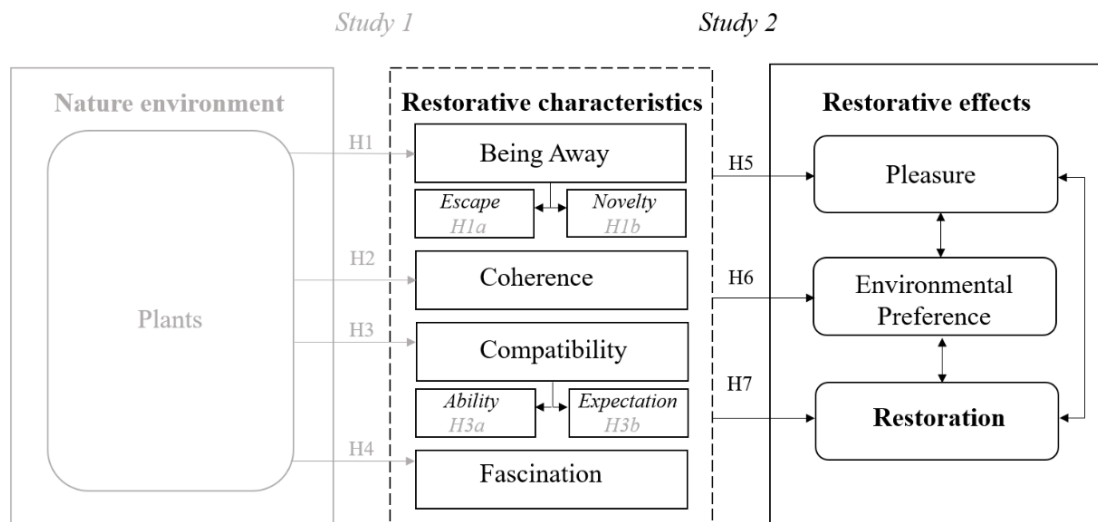 Study 1
Study 2
Nature environment
Plants
H1
H2
H3
H4
Restorative characteristics
Being Away
Escape
H1a
Novelty
H1b
Coherence
Compatibility
Ability
H3a
Expectation
H3b
Fascination
H5
H6
H7
Restorative effects
Pleasure
Environmental
Preference
Restoration